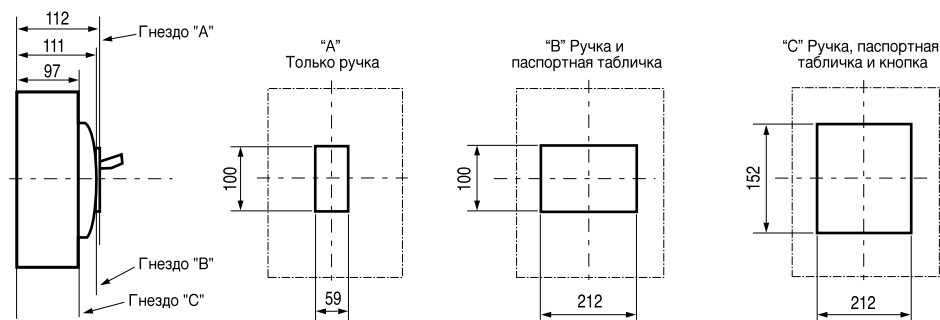 112
Гнездо "A"
111
97
“A”
Только ручка
“B” Ручка и
паспортная табличка
“C” Ручка, паспортная
табличка и кнопка
100
100
152
Гнездо "B"
Гнездо "C"
59
212
212